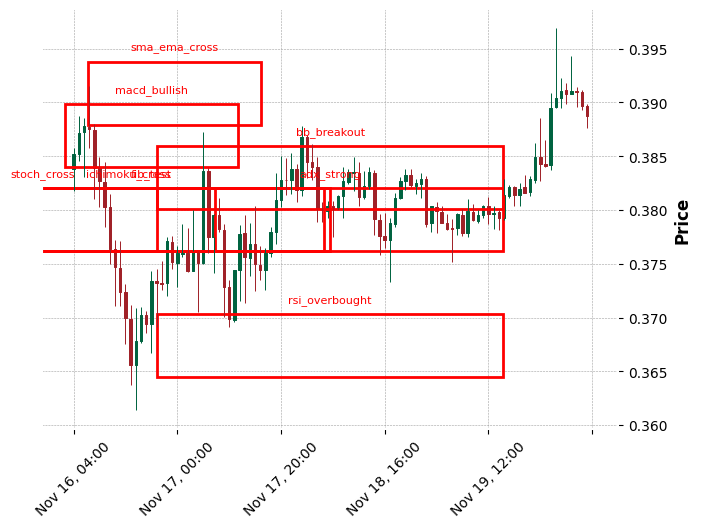 sma_ema_cross
macd_bullish
bb_breakout
stoch_cross
rsi_overbought
0.395
0.390
0.385
0.380
0.375
0.370
0.365
0.360
Price
Nov 16, 04:00
Nov 17, 00:00
Nov 17, 20:00
Nov 18, 16:00
Nov 19, 12:00